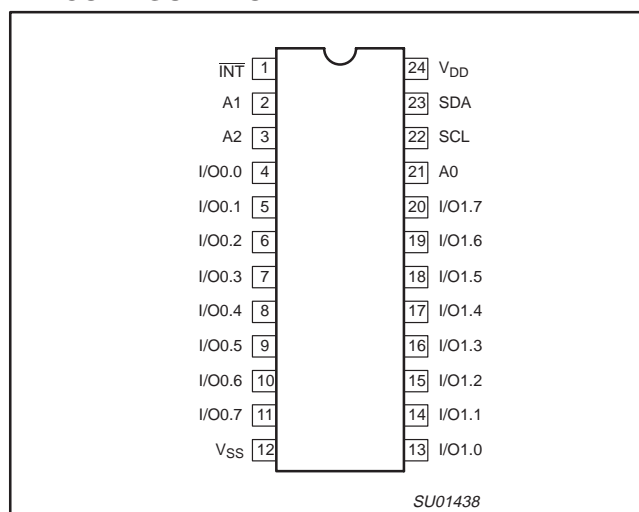 I̅N̅T̅ 1 24 VDD
A1 2 23 SDA
A2 3 22 SCL
I/O0.0 4 21 A0
I/O0.1 5 20 I/O1.7
I/O0.2 6 19 I/O1.6
I/O0.3 7 18 I/O1.5
I/O0.4 8 17 I/O1.4
I/O0.5 9 16 I/O1.3
I/O0.6 10 15 I/O1.2
I/O0.7 11 14 I/O1.1
VSS 12 13 I/O1.0
SU01438